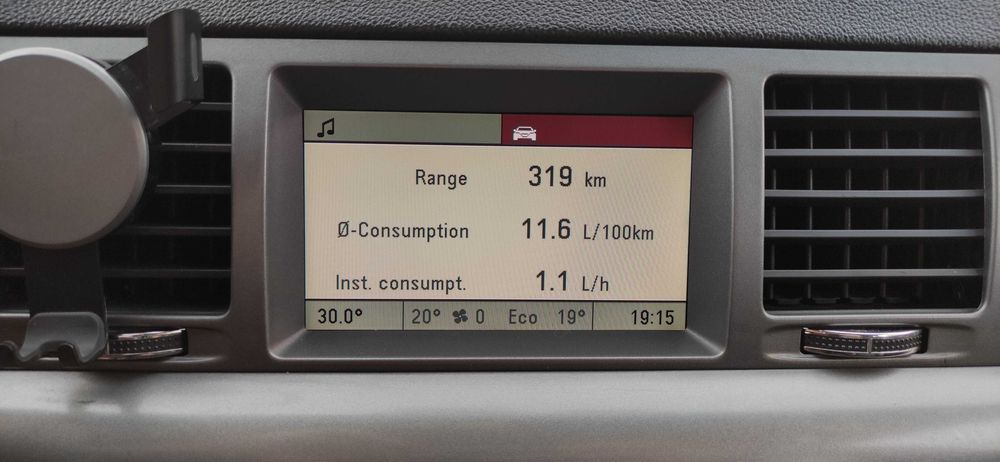 Range 319 km
Ø-Consumption 11.6 L/100km
Inst. consumpt. 1.1 L/h
30.0° 20° 0 Eco 19° 19:15